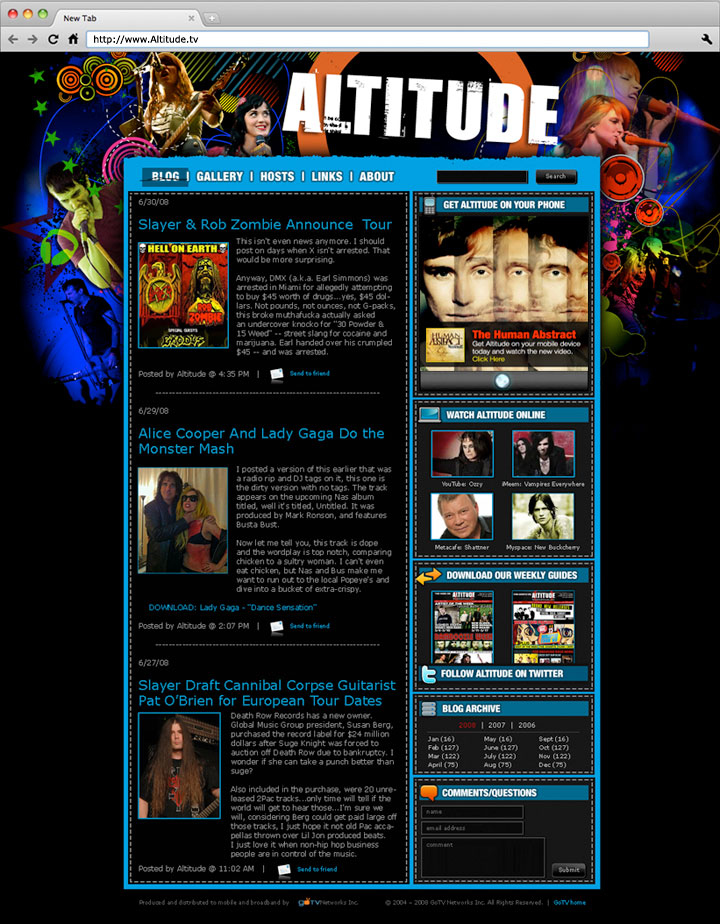 New Tab
http://www.Altitude.tv
ALTITUDE
BLOG | GALLERY | HOSTS | LINKS | ABOUT
Search
6/30/08
Slayer & Rob Zombie Announce Tour
HELL ON EARTH
SPECIAL GUESTS
EXODUS
This isn't even news anymore. I should
post on days when X isn't arrested. That
would be more surprising.
Anyway, DMX (a.k.a. Earl Simmons) was
arrested in Miami for allegedly attempting
to buy $45 worth of drugs...yes, $45 dol-
lars. Not pounds, not ounces, not G-packs,
this broke muthafucka actually asked
an undercover knocko for "30 Powder &
15 Weed" -- street slang for cocaine and
marijuana. Earl handed over his crumpled
$45 -- and was arrested.
Posted by Altitude @ 4:35 PM | Send to friend
6/29/08
Alice Cooper And Lady Gaga Do the
Monster Mash
I posted a version of this earlier that was
a radio rip and DJ tags on it, this one is
the dirty version with no tags. The track
appears on the upcoming Nas album
titled, well it's titled, Untitled. It was
produced by Mark Ronson, and features
Busta Bust.
Now let me tell you, this track is dope
and the wordplay is top notch, comparing
chicken to a sultry woman. I can't even
eat chicken, but Nas and Bus make me
want to run out to the local Popeye's and
dive into a bucket of extra-crispy.
DOWNLOAD: Lady Gaga - "Dance Sensation"
Posted by Altitude @ 2:07 PM | Send to friend
6/27/08
Slayer Draft Cannibal Corpse Guitarist
Pat O'Brien for European Tour Dates
Death Row Records has a new owner.
Global Music Group president, Susan Berg,
purchased the record label for $24 million
dollars after Suge Knight was forced to
auction off Death Row due to bankruptcy. I
wonder if she can take a punch better than
suge?
Also included in the purchase, were 20 unre-
leased 2Pac tracks...only time will tell if the
world will get to hear those...I'm sure we
will, considering Berg could get paid large off
those tracks, I just hope it not old Pac acca-
pellas thrown over Lil Jon produced beats.
I just love it when non-hip hop business
people are in control of the music.
Posted by Altitude @ 11:02 AM | Send to friend
GET ALTITUDE ON YOUR PHONE
HUMAN
ABSTRACT
The Human Abstract
Get Altitude on your mobile device
today and watch the new video.
Click Here
WATCH ALTITUDE ONLINE
YouTube: Ozzy
iMeem: Vampires Everywhere
Metacafe: Shattner
Myspace: New Buckcherry
DOWNLOAD OUR WEEKLY GUIDES
ALTITUDE
ALTITUDE
FOLLOW ALTITUDE ON TWITTER
BLOG ARCHIVE
2008 | 2007 | 2006
Jan (16) May (16) Sept (16)
Feb (127) June (127) Oct (127)
Mar (122) July (122) Nov (122)
April (75) Aug (75) Dec (75)
COMMENTS/QUESTIONS
name
email address
comment
Submit
Produced and distributed to mobile and broadband by goTVNetworks Inc.
© 2004 - 2008 GoTV Networks Inc. All Rights Reserved. | GoTV home